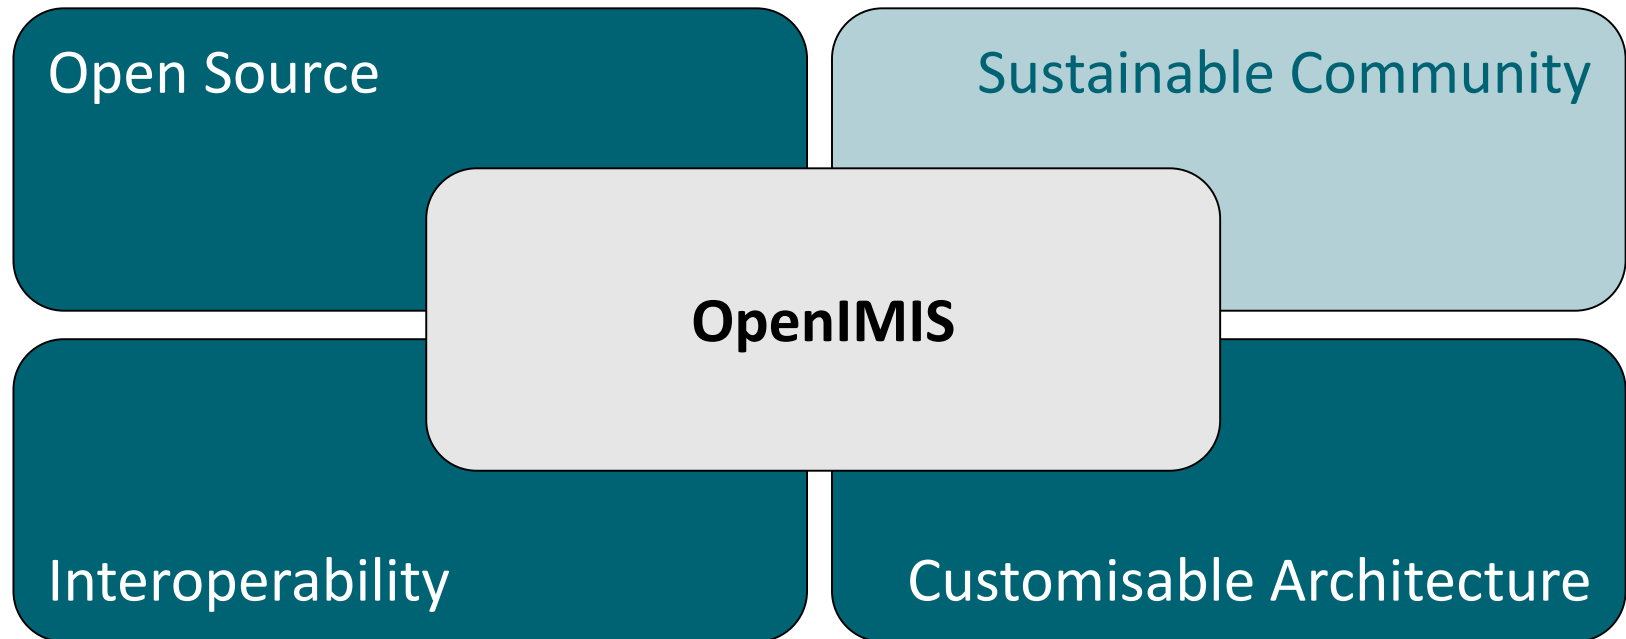 Open Source
Sustainable Community
OpenIMIS
Interoperability
Customisable Architecture